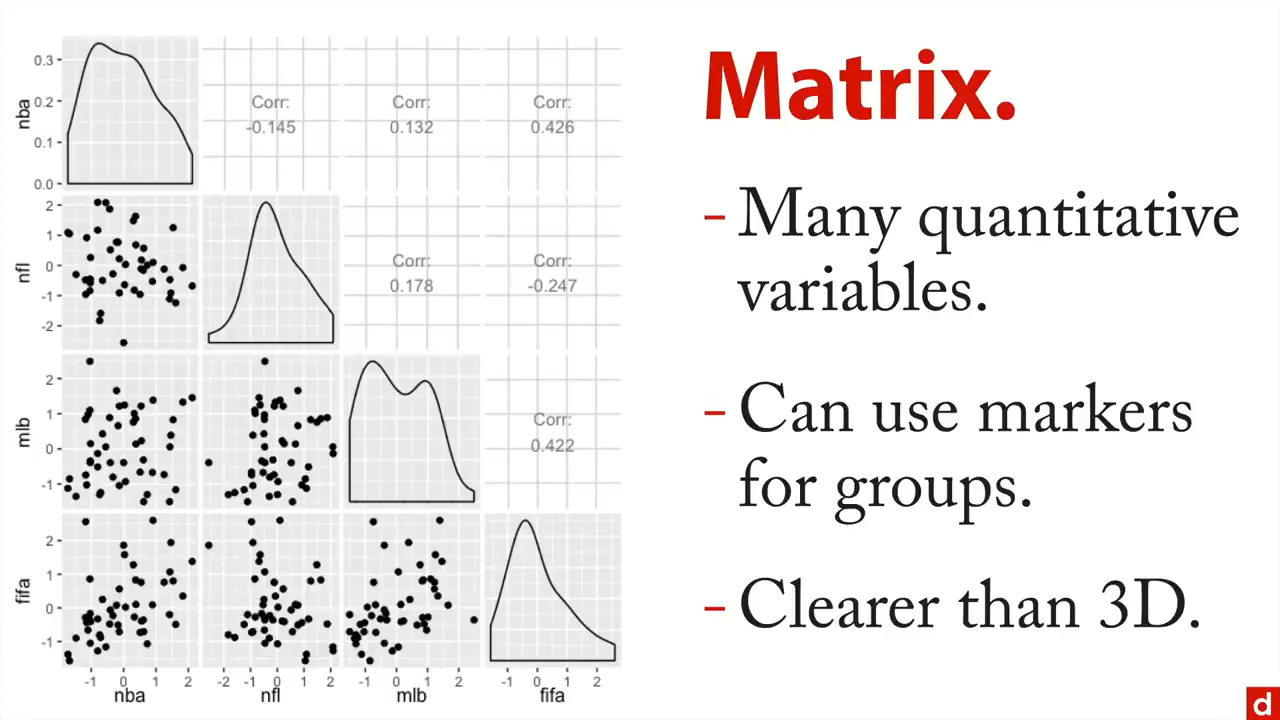 Matrix.
- Many quantitative
variables.
- Can use markers
for groups.
- Clearer than 3D.
nba
0.3
0.2
0.1
0.0
Corr:
-0.145
Corr:
0.132
Corr:
0.426
nfl
2
1
0
-1
-2
Corr:
0.178
Corr:
-0.247
mlb
2
1
0
-1
Corr:
0.422
fifa
2
1
0
-1
-1 0 1 2
nba
-2 -1 0 1 2
nfl
-1 0 1 2
mlb
-1 0 1 2
fifa
d